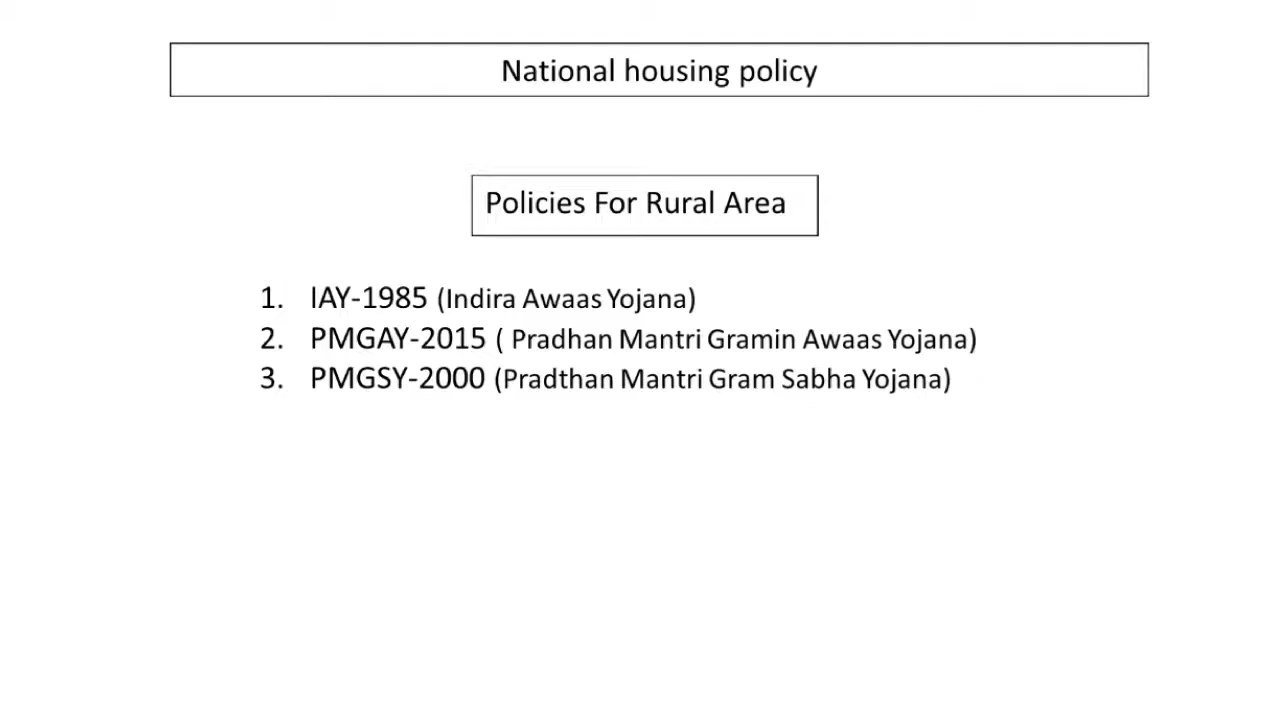 National housing policy
Policies For Rural Area
1. IAY-1985 (Indira Awaas Yojana)
2. PMGAY-2015 ( Pradhan Mantri Gramin Awaas Yojana)
3. PMGSY-2000 (Pradthan Mantri Gram Sabha Yojana)